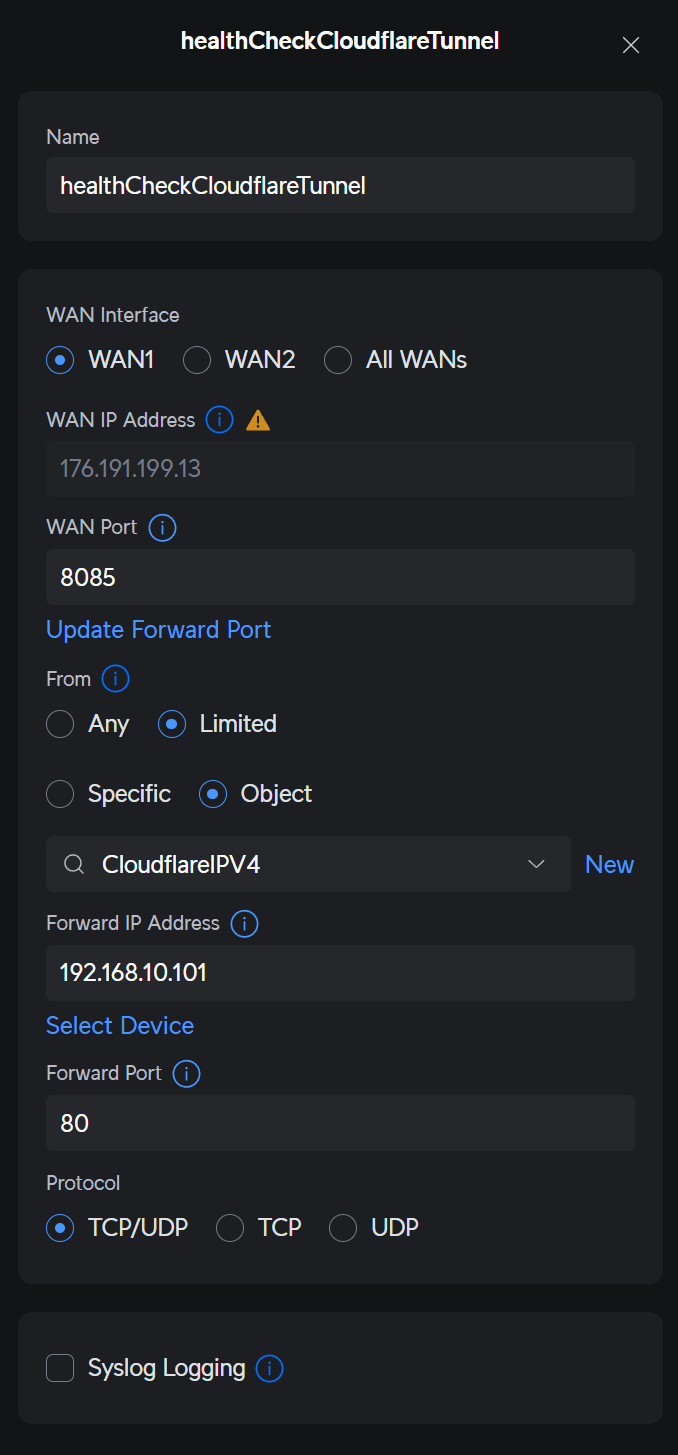 healthCheckCloudflareTunnel
Name
healthCheckCloudflareTunnel
WAN Interface
WAN1 WAN2 All WANs
WAN IP Address
176.191.199.13
WAN Port
8085
Update Forward Port
From
Any Limited
Specific Object
CloudflareIPV4 New
Forward IP Address
192.168.10.101
Select Device
Forward Port
80
Protocol
TCP/UDP TCP UDP
Syslog Logging